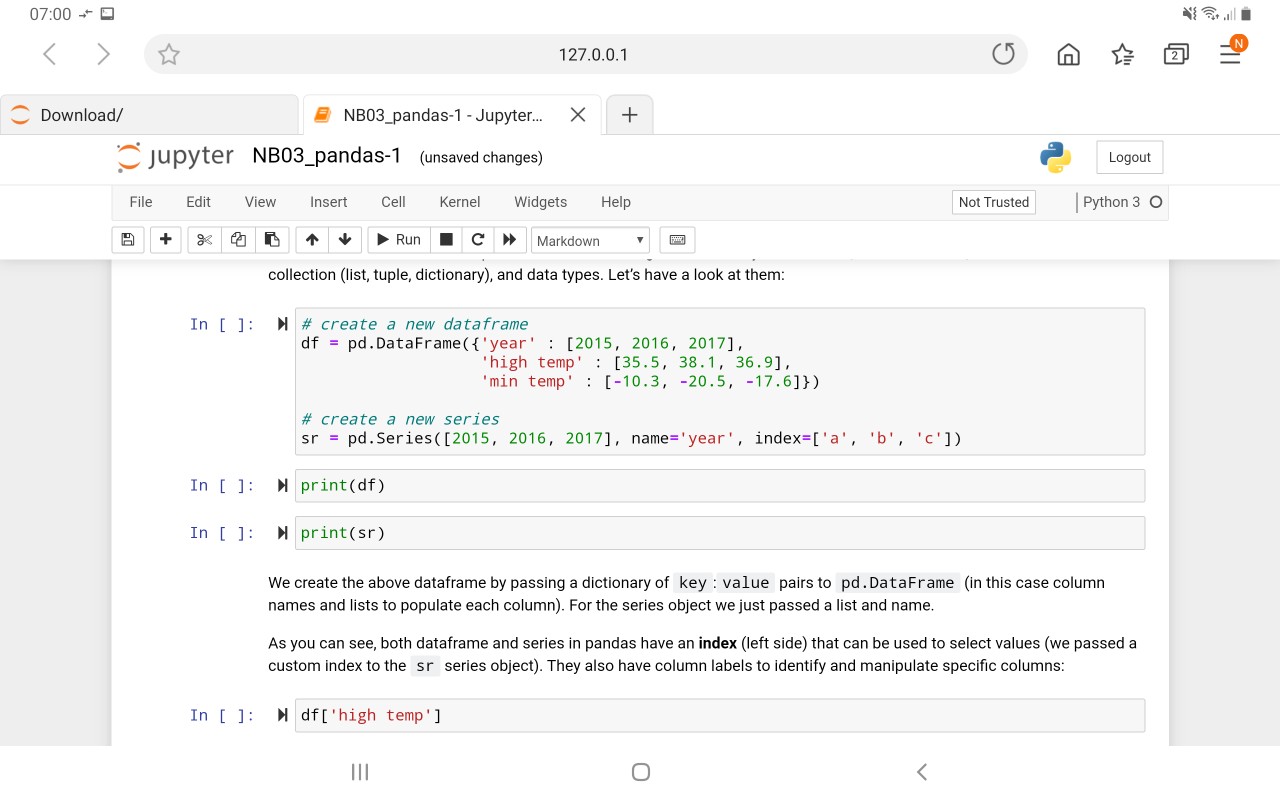 07:00
127.0.0.1
2
N
Download/
NB03_pandas-1 - Jupyter...
jupyter NB03_pandas-1 (unsaved changes)
Logout
File Edit View Insert Cell Kernel Widgets Help
Not Trusted
Python 3
Run
Markdown
collection (list, tuple, dictionary), and data types. Let's have a look at them:
In [ ]: # create a new dataframe
df = pd.DataFrame({'year' : [2015, 2016, 2017],
'high temp' : [35.5, 38.1, 36.9],
'min temp' : [-10.3, -20.5, -17.6]})
# create a new series
sr = pd.Series([2015, 2016, 2017], name='year', index=['a', 'b', 'c'])
In [ ]: print(df)
In [ ]: print(sr)
We create the above dataframe by passing a dictionary of key : value pairs to pd.DataFrame (in this case column
names and lists to populate each column). For the series object we just passed a list and name.
As you can see, both dataframe and series in pandas have an index (left side) that can be used to select values (we passed a
custom index to the sr series object). They also have column labels to identify and manipulate specific columns:
In [ ]: df['high temp']